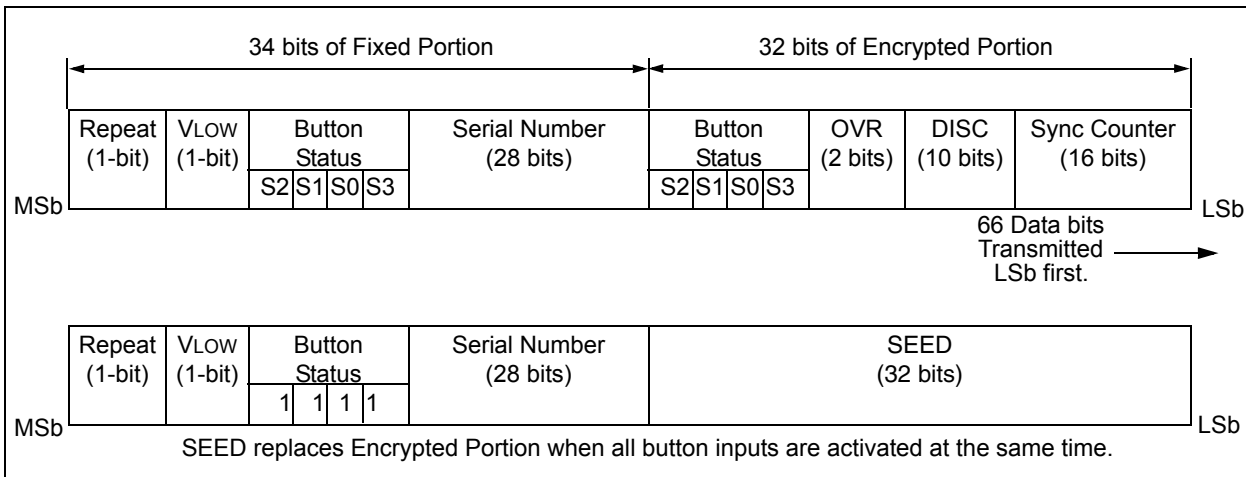 34 bits of Fixed Portion
32 bits of Encrypted Portion
Repeat
(1-bit)
VLOW
(1-bit)
Button
Status
S2 S1 S0 S3
Serial Number
(28 bits)
Button
Status
S2 S1 S0 S3
OVR
(2 bits)
DISC
(10 bits)
Sync Counter
(16 bits)
MSb
LSb
66 Data bits
Transmitted
LSb first.
Repeat
(1-bit)
VLOW
(1-bit)
Button
Status
1 1 1 1
Serial Number
(28 bits)
SEED
(32 bits)
MSb
LSb
SEED replaces Encrypted Portion when all button inputs are activated at the same time.